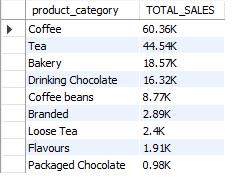 product_category TOTAL_SALES
Coffee 60.36K
Tea 44.54K
Bakery 18.57K
Drinking Chocolate 16.32K
Coffee beans 8.77K
Branded 2.89K
Loose Tea 2.4K
Flavours 1.91K
Packaged Chocolate 0.98K